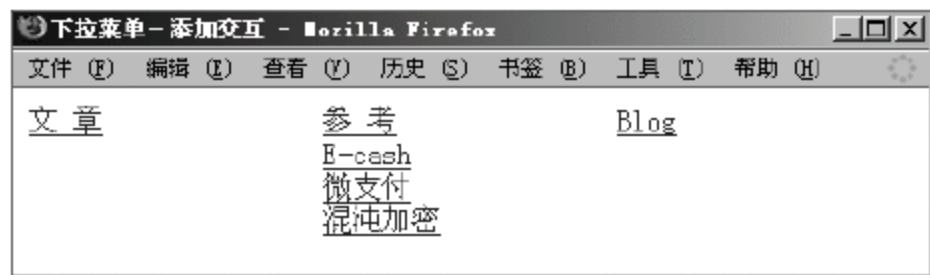 下拉菜单-添加交互 - Mozilla Firefox
文件 (F) 编辑 (E) 查看 (V) 历史 (S) 书签 (B) 工具 (T) 帮助 (H)
文 章 参 考 Blog
E-cash
微支付
混沌加密